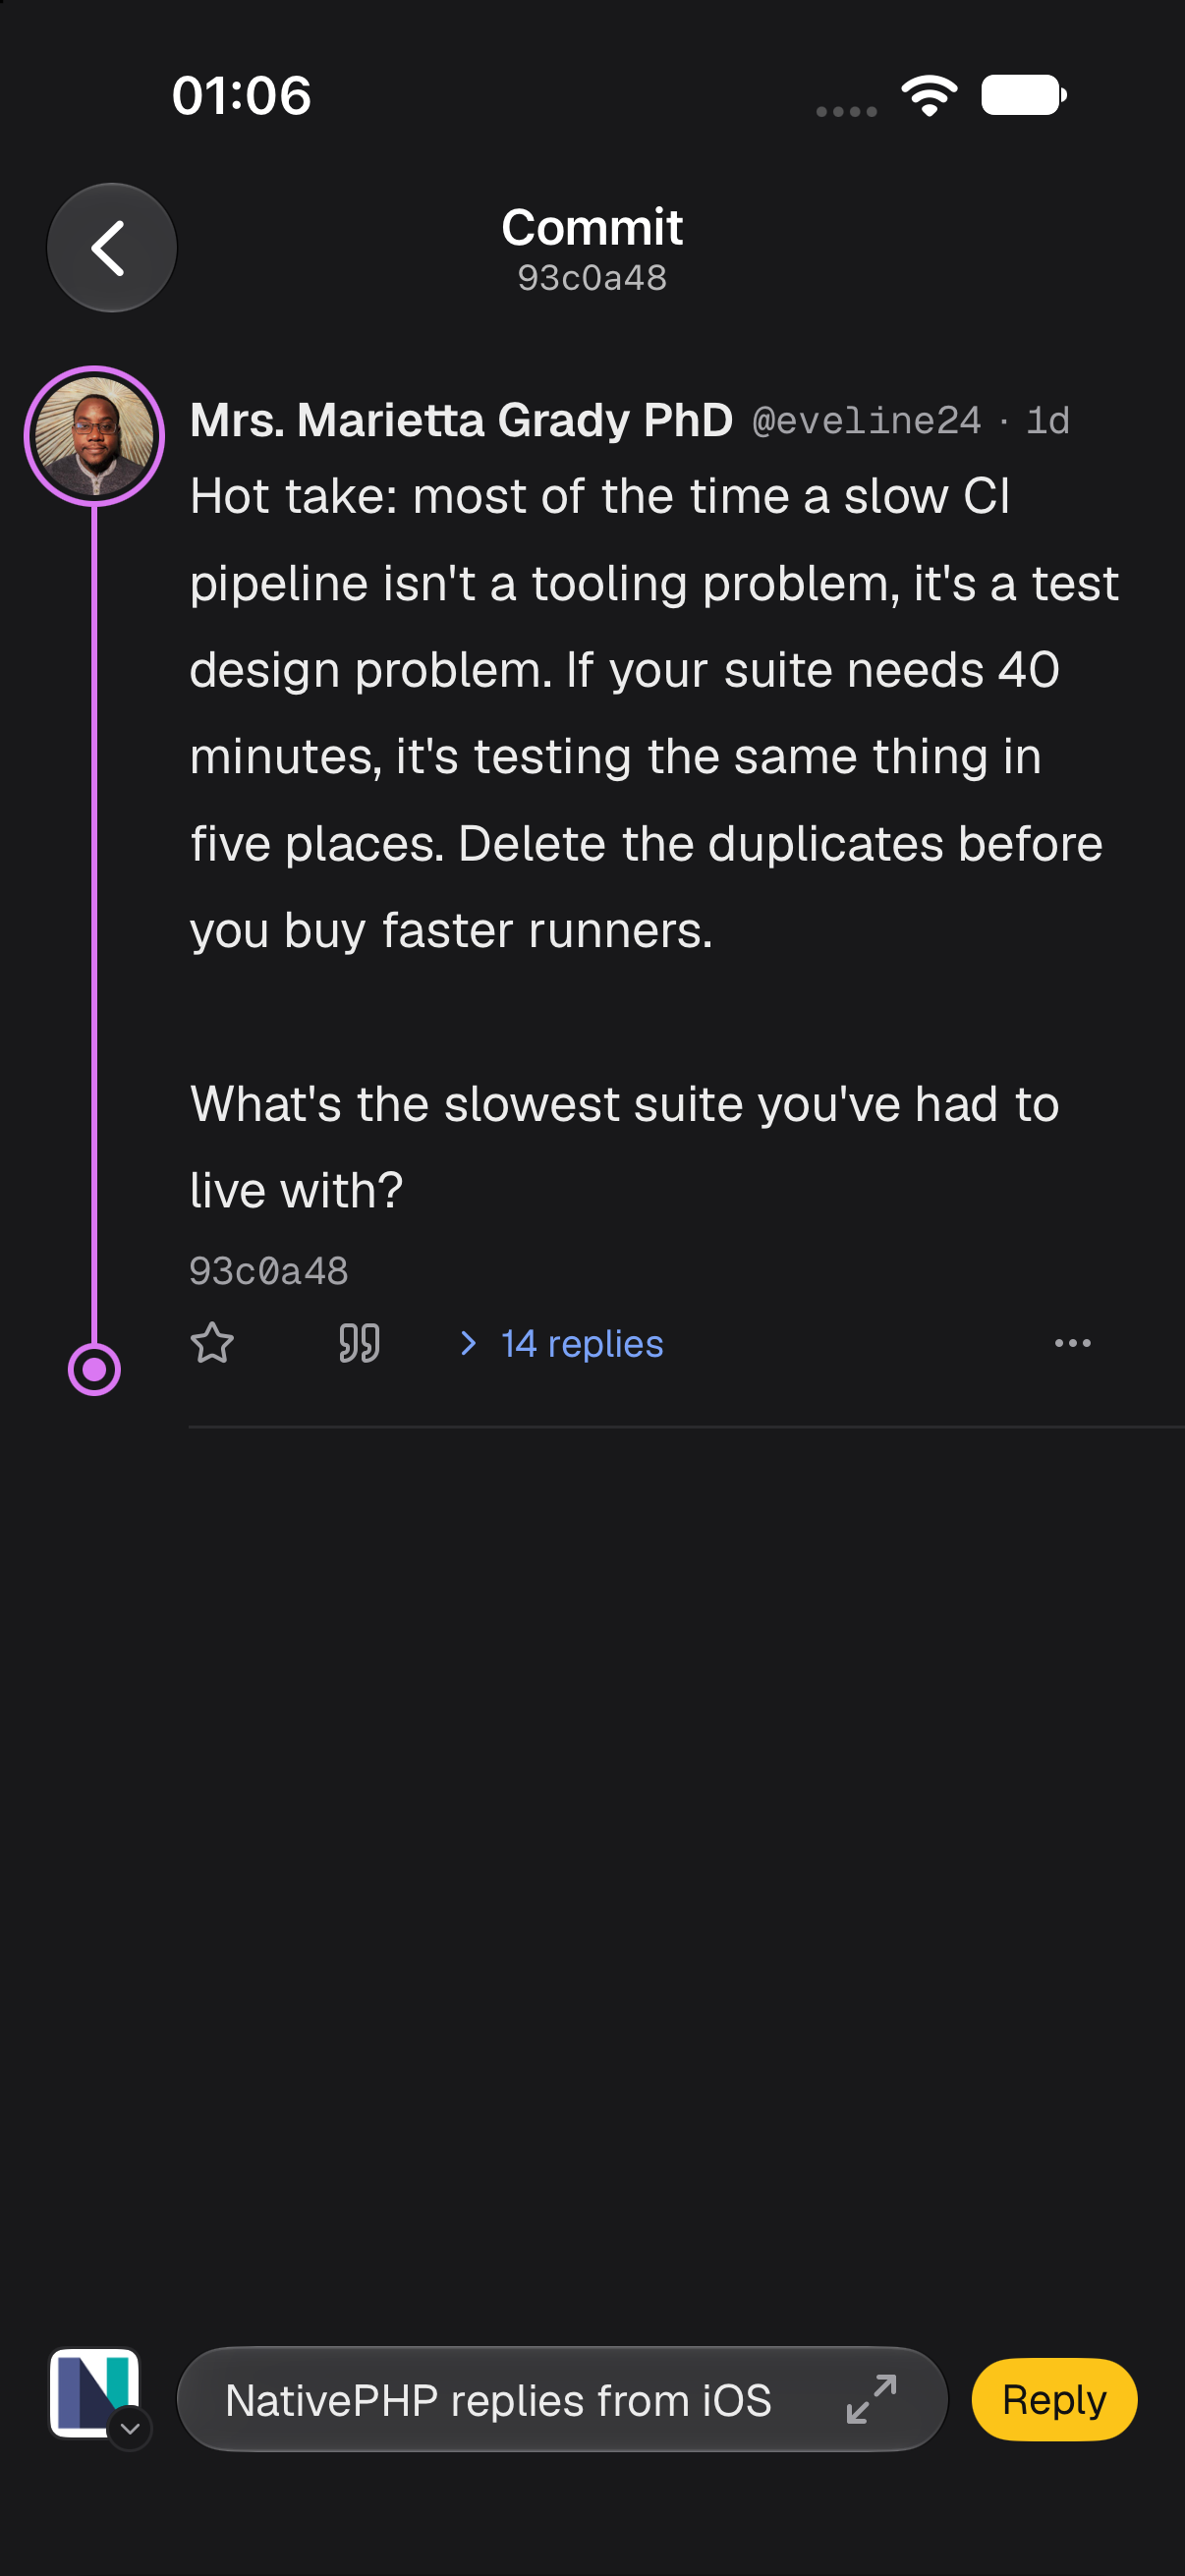 01:06
Commit
93c0a48
Mrs. Marietta Grady PhD @eveline24 · 1d
Hot take: most of the time a slow CI
pipeline isn't a tooling problem, it's a test
design problem. If your suite needs 40
minutes, it's testing the same thing in
five places. Delete the duplicates before
you buy faster runners.
What's the slowest suite you've had to
live with?
93c0a48
14 replies
NativePHP replies from iOS
Reply